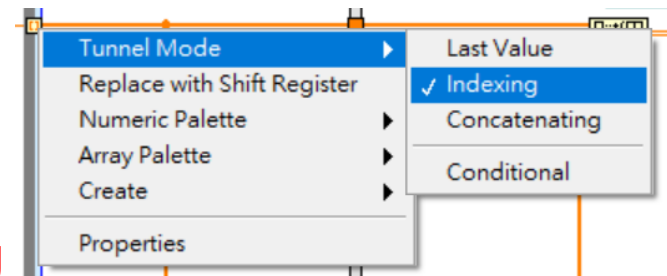 Tunnel Mode
Replace with Shift Register
Numeric Palette
Array Palette
Create
Properties
Last Value
Indexing
Concatenating
Conditional